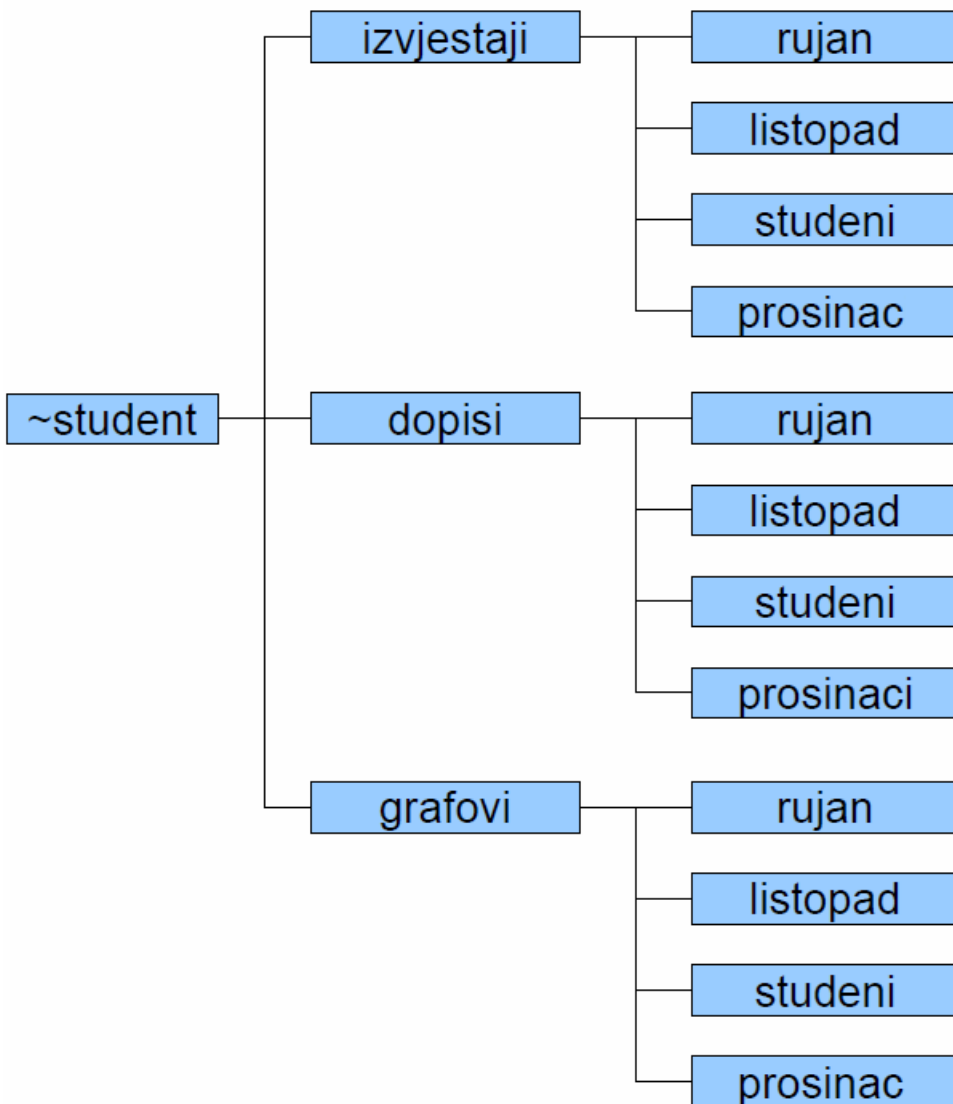 izvjestaji
rujan
listopad
studeni
prosinac
~student
dopisi
rujan
listopad
studeni
prosinaci
grafovi
rujan
listopad
studeni
prosinac